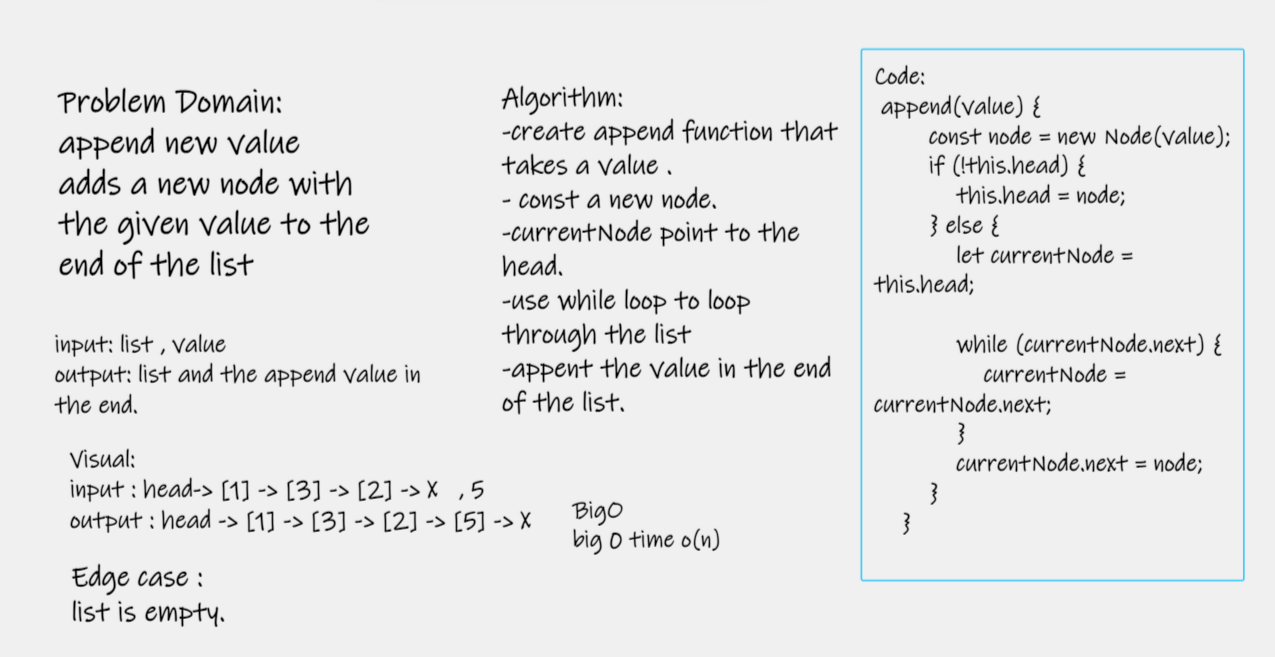 Problem Domain:
append new value
adds a new node with
the given value to the
end of the list
input: list , value
output: list and the append value in
the end.
Visual:
input : head-> [1] -> [3] -> [2] -> X , 5
output : head -> [1] -> [3] -> [2] -> [5] -> X
Edge case :
list is empty.
Algorithm:
-create append function that
takes a value .
- const a new node.
-currentNode point to the
head.
-use while loop to loop
through the list
-appent the value in the end
of the list.
BigO
big O time o(n)
Code:
append(value) {
const node = new Node(value);
if (!this.head) {
this.head = node;
} else {
let currentNode =
this.head;
while (currentNode.next) {
currentNode =
currentNode.next;
}
currentNode.next = node;
}
}